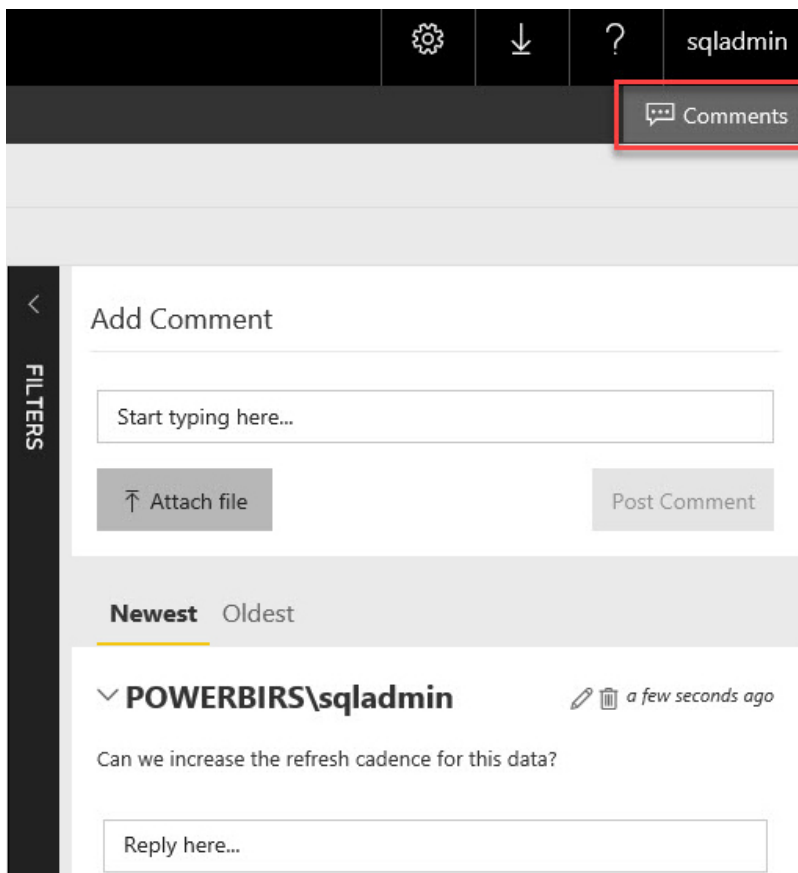 ? sqladmin
Comments
Add Comment
FILTERS
Start typing here...
Attach file Post Comment
Newest Oldest
POWERBIRS\sqladmin a few seconds ago
Can we increase the refresh cadence for this data?
Reply here...